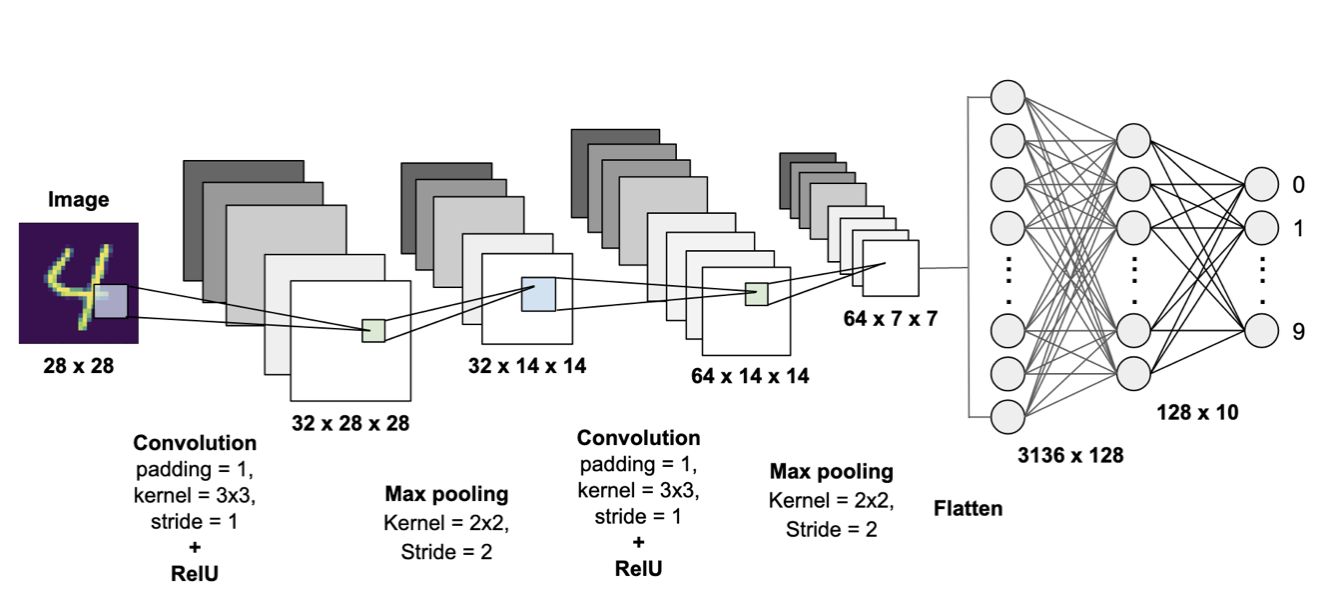 Image
28 x 28
32 x 28 x 28
Convolution
padding = 1,
kernel = 3x3,
stride = 1
+
RelU
32 x 14 x 14
Max pooling
Kernel = 2x2,
Stride = 2
64 x 14 x 14
Convolution
padding = 1,
kernel = 3x3,
stride = 1
+
RelU
64 x 7 x 7
Max pooling
Kernel = 2x2,
Stride = 2
Flatten
3136 x 128
128 x 10
0
1
9
4